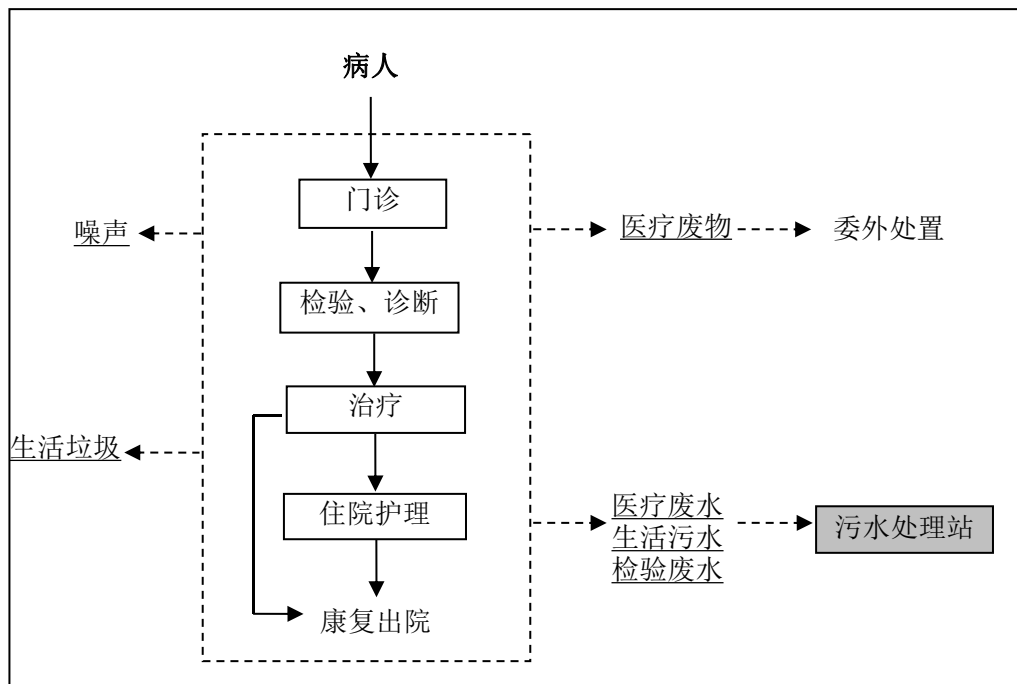 病人
门诊
噪声
医疗废物
委外处置
检验、诊断
治疗
生活垃圾
住院护理
医疗废水
生活污水
检验废水
污水处理站
康复出院